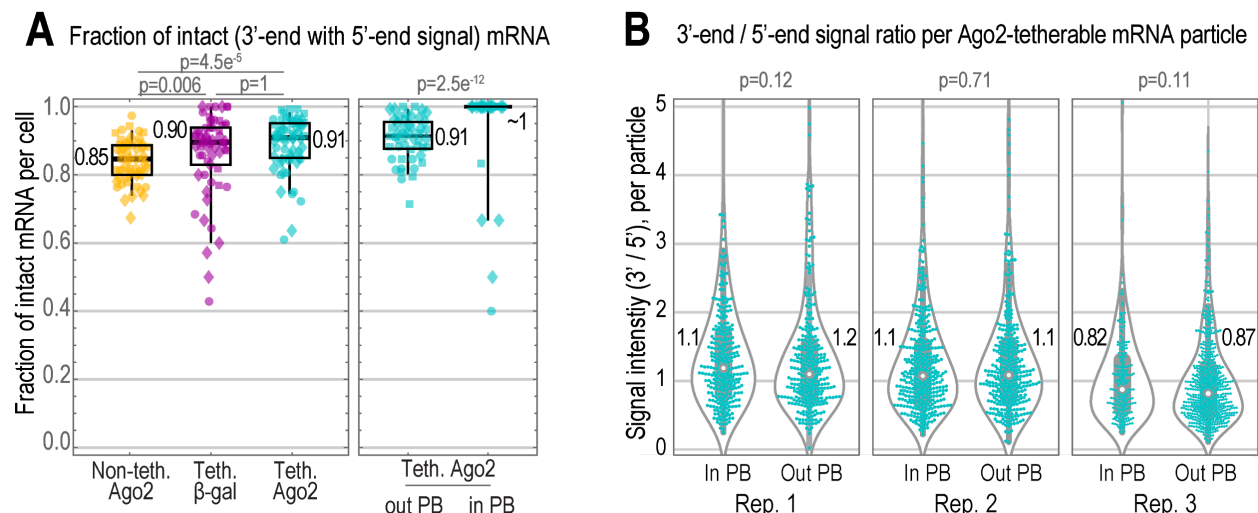 A
Fraction of intact (3'-end with 5'-end signal) mRNA
p=4.5e-5
p=0.006
p=1
p=2.5e-12
Fraction of intact mRNA per cell
1.0
0.8
0.6
0.4
0.2
0.0
0.85
0.90
0.91
0.91
~1
Non-teth.
Ago2
Teth.
β-gal
Teth.
Ago2
Teth. Ago2
out PB
in PB
B
3'-end / 5'-end signal ratio per Ago2-tetherable mRNA particle
p=0.12
p=0.71
p=0.11
Signal intenstiy (3' / 5'), per particle
5
4
3
2
1
0
1.1
1.2
1.1
1.1
0.82
0.87
In PB
Out PB
In PB
Out PB
In PB
Out PB
Rep. 1
Rep. 2
Rep. 3